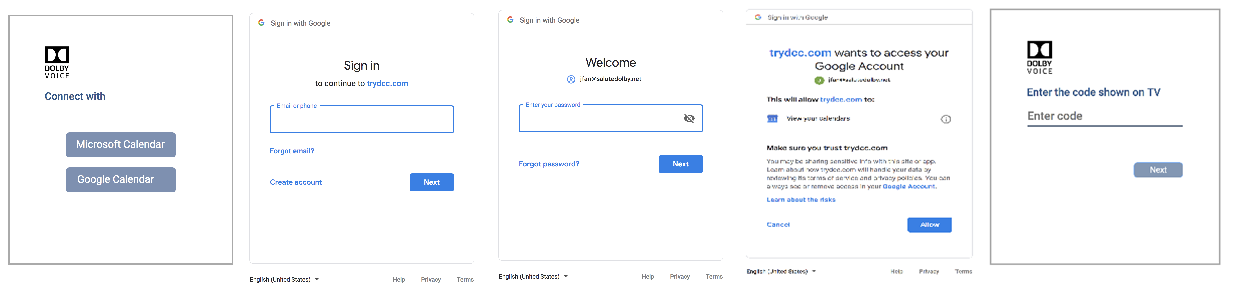 DOLBY
VOICE
Connect with
Microsoft Calendar
Google Calendar
Sign in with Google
Sign in
to continue to trydcc.com
Email or phone
Forgot email?
Create account
Next
English (United States)
Help
Privacy
Terms
Sign in with Google
Welcome
Enter your password
Forgot password?
Next
English (United States)
Help
Privacy
Terms
Sign in with Google
trydcc.com wants to access your
Google Account
This will allow trydcc.com to:
View your calendars
Make sure you trust trydcc.com
You may be sharing sensitive info with this site or app.
Learn about how trydcc.com will handle your data by
reviewing its terms of service and privacy policies. You can
a ways see or remove access in your Google Account.
Learn about the risks
Cancel
Allow
English (United States)
Help
Privacy
Terms
DOLBY
VOICE
Enter the code shown on TV
Enter code
Next